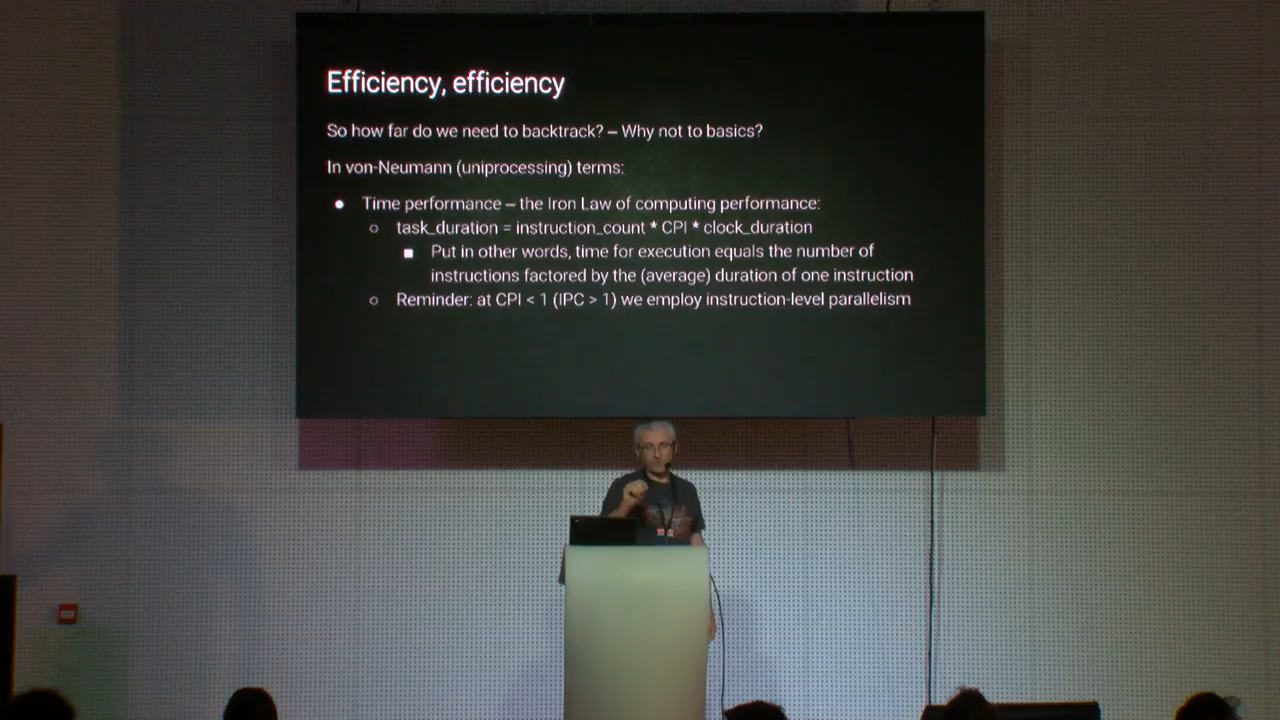 Efficiency, efficiency
So how far do we need to backtrack? – Why not to basics?
In von-Neumann (uniprocessing) terms:
● Time performance – the Iron Law of computing performance:
○ task_duration = instruction_count * CPI * clock_duration
■ Put in other words, time for execution equals the number of
instructions factored by the (average) duration of one instruction
○ Reminder: at CPI < 1 (IPC > 1) we employ instruction-level parallelism